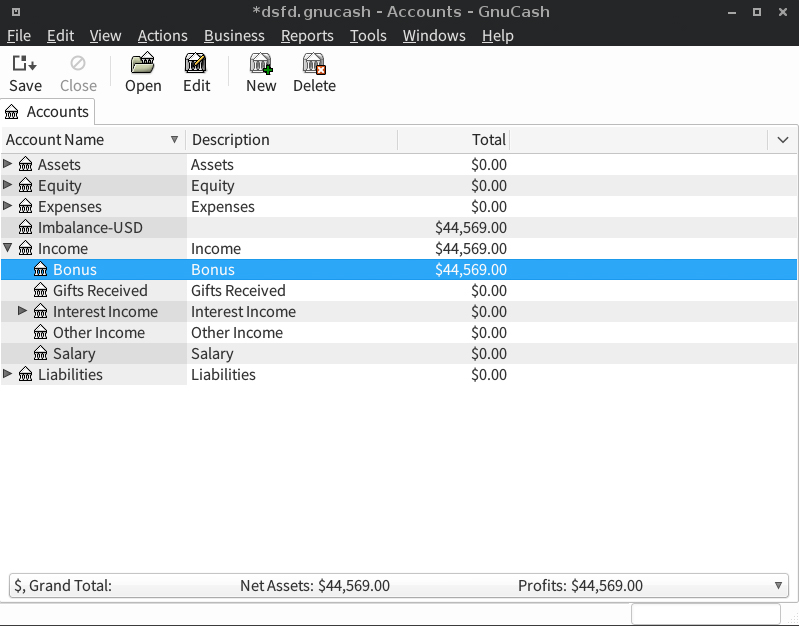 *dsfd.gnucash - Accounts - GnuCash
File Edit View Actions Business Reports Tools Windows Help
Save Close Open Edit New Delete
Accounts
Account Name Description Total
Assets Assets $0.00
Equity Equity $0.00
Expenses Expenses $0.00
Imbalance-USD $44,569.00
Income Income $44,569.00
Bonus Bonus $44,569.00
Gifts Received Gifts Received $0.00
Interest Income Interest Income $0.00
Other Income Other Income $0.00
Salary Salary $0.00
Liabilities Liabilities $0.00
$, Grand Total: Net Assets: $44,569.00 Profits: $44,569.00